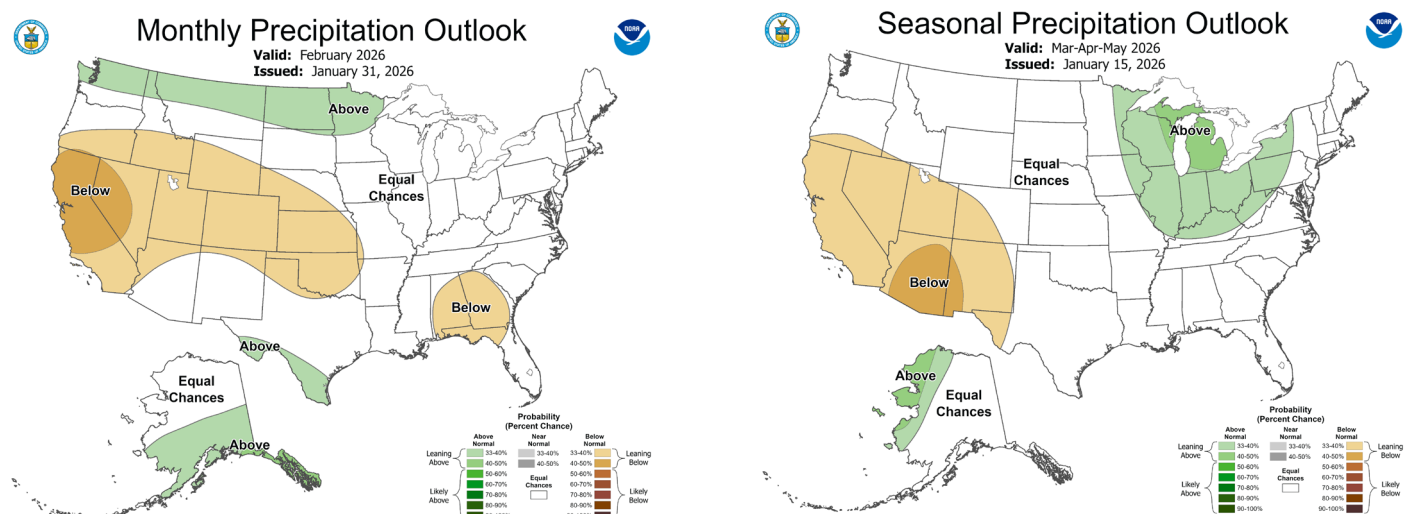 Monthly Precipitation Outlook
Valid: February 2026
Issued: January 31, 2026
NOAA
Above
Below
Equal
Chances
Below
Above
Equal
Chances
Above
Probability
(Percent Chance)
Above
Normal
Near
Normal
Below
Normal
Leaning
Above
33-40%
40-50%
50-60%
60-70%
70-80%
80-90%
Likely
Above
33-40%
40-50%
Equal
Chances
33-40%
40-50%
50-60%
60-70%
70-80%
80-90%
Leaning
Below
Likely
Below
Seasonal Precipitation Outlook
Valid: Mar-Apr-May 2026
Issued: January 15, 2026
NOAA
Above
Equal
Chances
Below
Above
Equal
Chances
Probability
(Percent Chance)
Above
Normal
Near
Normal
Below
Normal
Leaning
Above
33-40%
40-50%
50-60%
60-70%
70-80%
80-90%
90-100%
Likely
Above
33-40%
40-50%
Equal
Chances
33-40%
40-50%
50-60%
60-70%
70-80%
80-90%
90-100%
Leaning
Below
Likely
Below